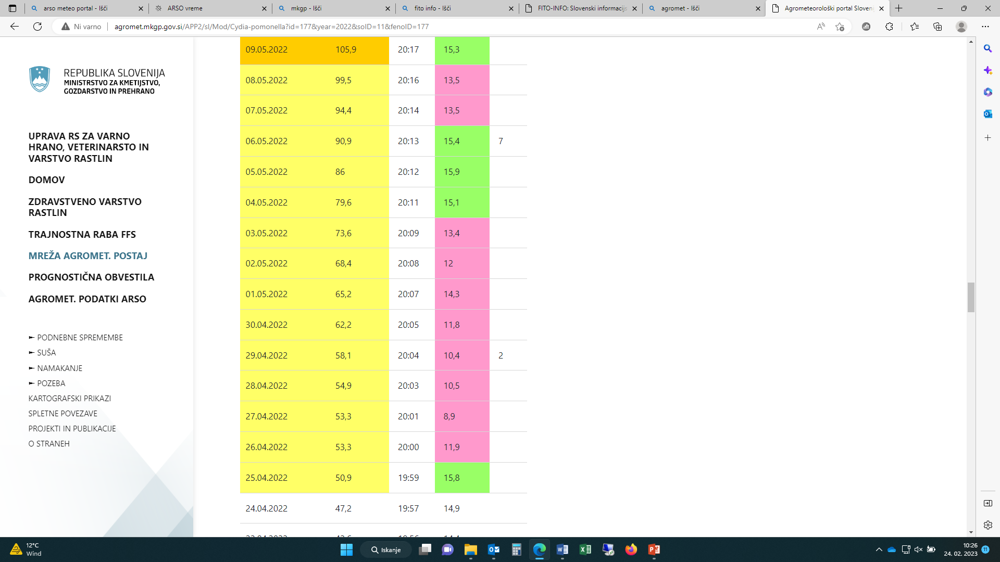 arso meteo portal - Išči
ARSO vreme
mkgp - Išči
fito info - Išči
FITO-INFO: Slovenski informacijs
agromet - Išči
Agrometeorološki portal Sloveni
Ni varno
agromet.mkgp.gov.si/APP2/sl/Mod/Cydia-pomonella?id=177&year=2022&soID=11&fenoID=177
REPUBLIKA SLOVENIJA
MINISTRSTVO ZA KMETIJSTVO,
GOZDARSTVO IN PREHRANO
UPRAVA RS ZA VARNO
HRANO, VETERINARSTO IN
VARSTVO RASTLIN
DOMOV
ZDRAVSTVENO VARSTVO
RASTLIN
TRAJNOSTNA RABA FFS
MREŽA AGROMET. POSTAJ
PROGNOSTIČNA OBVESTILA
AGROMET. PODATKI ARSO
PODNEBNE SPREMEMBE
SUŠA
NAMAKANJE
POZEBA
KARTOGRAFSKI PRIKAZI
SPLETNE POVEZAVE
PROJEKTI IN PUBLIKACIJE
O STRANEH
09.05.2022 105,9 20:17 15,3
08.05.2022 99,5 20:16 13,5
07.05.2022 94,4 20:14 13,5
06.05.2022 90,9 20:13 15,4 7
05.05.2022 86 20:12 15,9
04.05.2022 79,6 20:11 15,1
03.05.2022 73,6 20:09 13,4
02.05.2022 68,4 20:08 12
01.05.2022 65,2 20:07 14,3
30.04.2022 62,2 20:05 11,8
29.04.2022 58,1 20:04 10,4 2
28.04.2022 54,9 20:03 10,5
27.04.2022 53,3 20:01 8,9
26.04.2022 53,3 20:00 11,9
25.04.2022 50,9 19:59 15,8
24.04.2022 47,2 19:57 14,9
12°C
Wind
Iskanje
10:26
24. 02. 2023
11